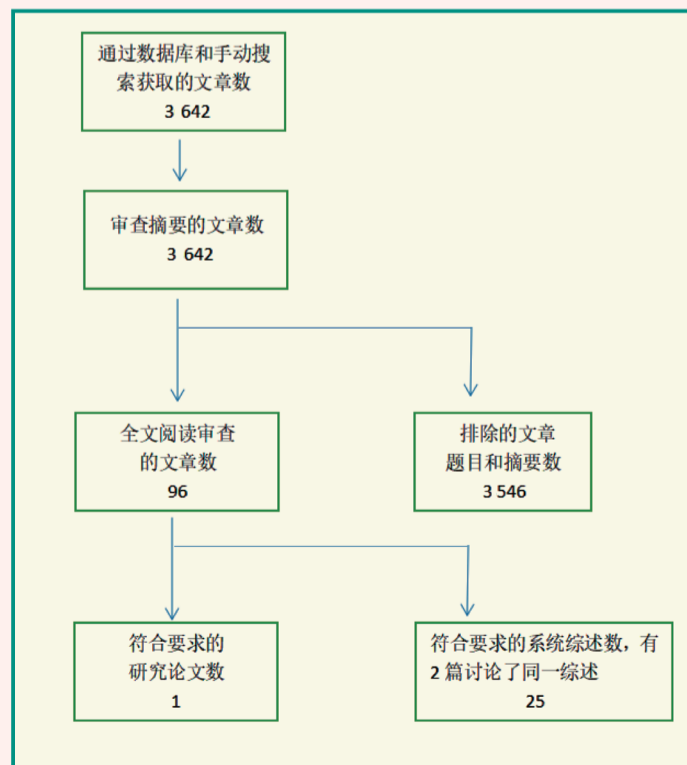 通过数据库和手动搜
索获取的文章数
3 642
审查摘要的文章数
3 642
全文阅读审查
的文章数
96
排除的文章
题目和摘要数
3 546
符合要求的
研究论文数
1
符合要求的系统综述数，有
2 篇讨论了同一综述
25